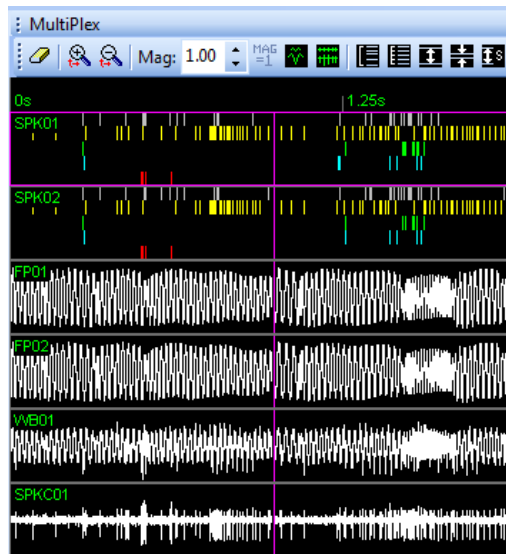 MultiPlex
Mag: 1.00 MAG =1 s
0s 1.25s
SPK01
SPK02
FP01
FP02
WB01
SPKC01